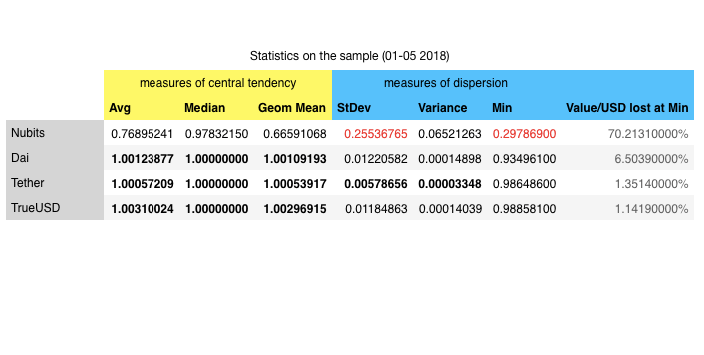 Statistics on the sample (01-05 2018)
measures of central tendency measures of dispersion
Avg Median Geom Mean StDev Variance Min Value/USD lost at Min
Nubits 0.76895241 0.97832150 0.66591068 0.25536765 0.06521263 0.29786900 70.21310000%
Dai 1.00123877 1.00000000 1.00109193 0.01220582 0.00014898 0.93496100 6.50390000%
Tether 1.00057209 1.00000000 1.00053917 0.00578656 0.00003348 0.98648600 1.35140000%
TrueUSD 1.00310024 1.00000000 1.00296915 0.01184863 0.00014039 0.98858100 1.14190000%